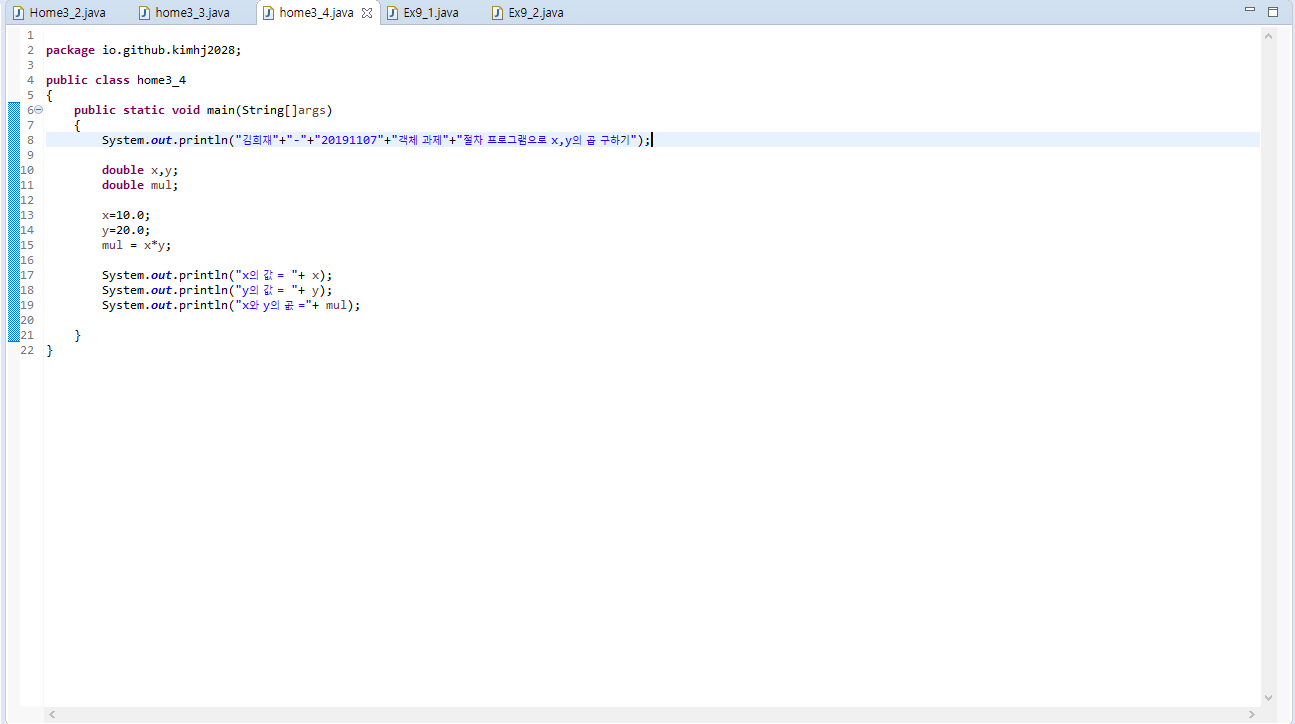 Home3_2.java home3_3.java home3_4.java Ex9_1.java Ex9_2.java
1
2 package io.github.kimhj2028;
3
4 public class home3_4
5 {
6 public static void main(String[]args)
7 {
8 System.out.println("김희재"+"-"+"20191107"+"객체 과제"+"절차 프로그램으로 x,y의 곱 구하기");
9
10 double x,y;
11 double mul;
12
13 x=10.0;
14 y=20.0;
15 mul = x*y;
16
17 System.out.println("x의 값 = "+ x);
18 System.out.println("y의 값 = "+ y);
19 System.out.println("x와 y의 곲 ="+ mul);
20
21 }
22 }